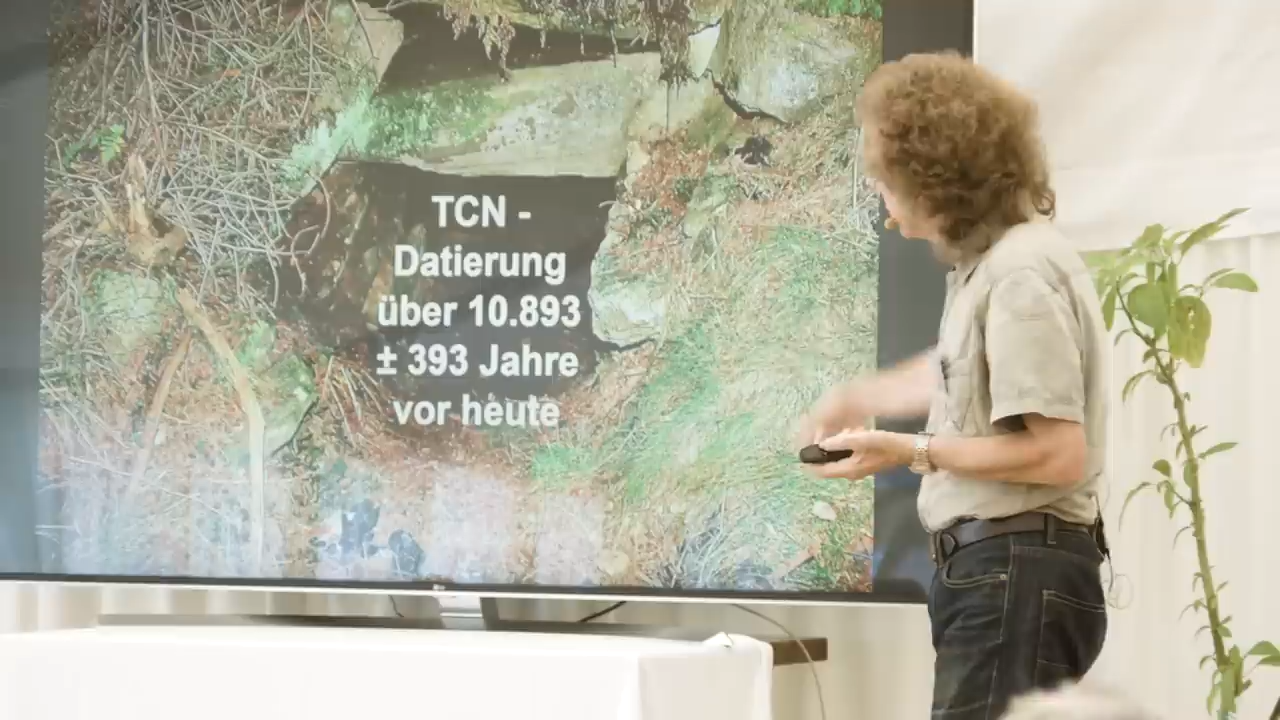 TCN -
Datierung
über 10.893
± 393 Jahre
vor heute